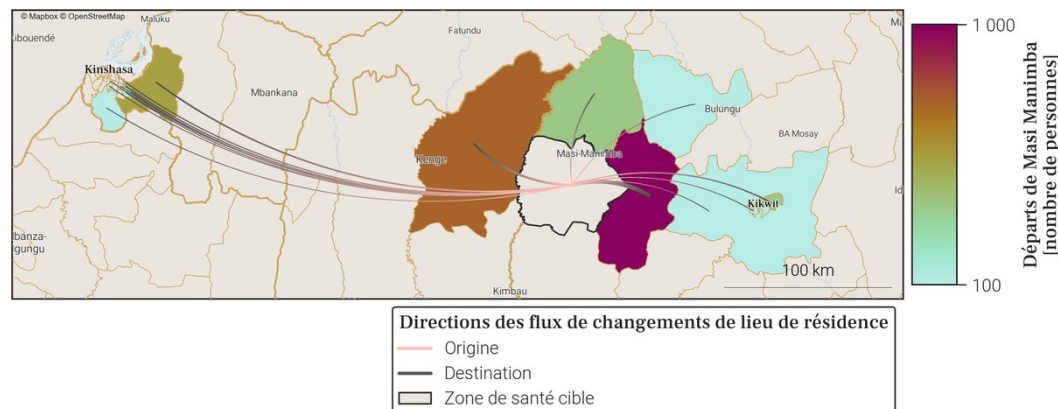 © Mapbox © OpenStreetMap
Maluku
Fatundu
Kinshasa
Mbankana
Bulungu
BA Mosay
Masi-Manimba
Kenge
Kikwit
100 km
Kimbau
1 000
100
Départs de Masi Manimba
[nombre de personnes]
Directions des flux de changements de lieu de résidence
Origine
Destination
Zone de santé cible